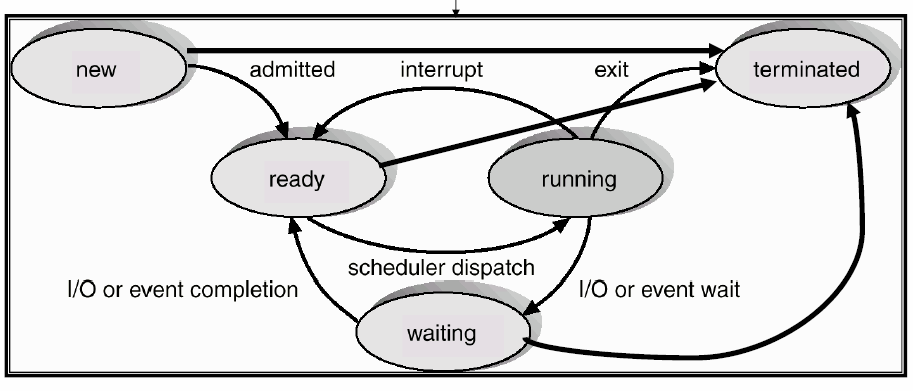 new
admitted
interrupt
exit
terminated
ready
running
scheduler dispatch
I/O or event completion
I/O or event wait
waiting